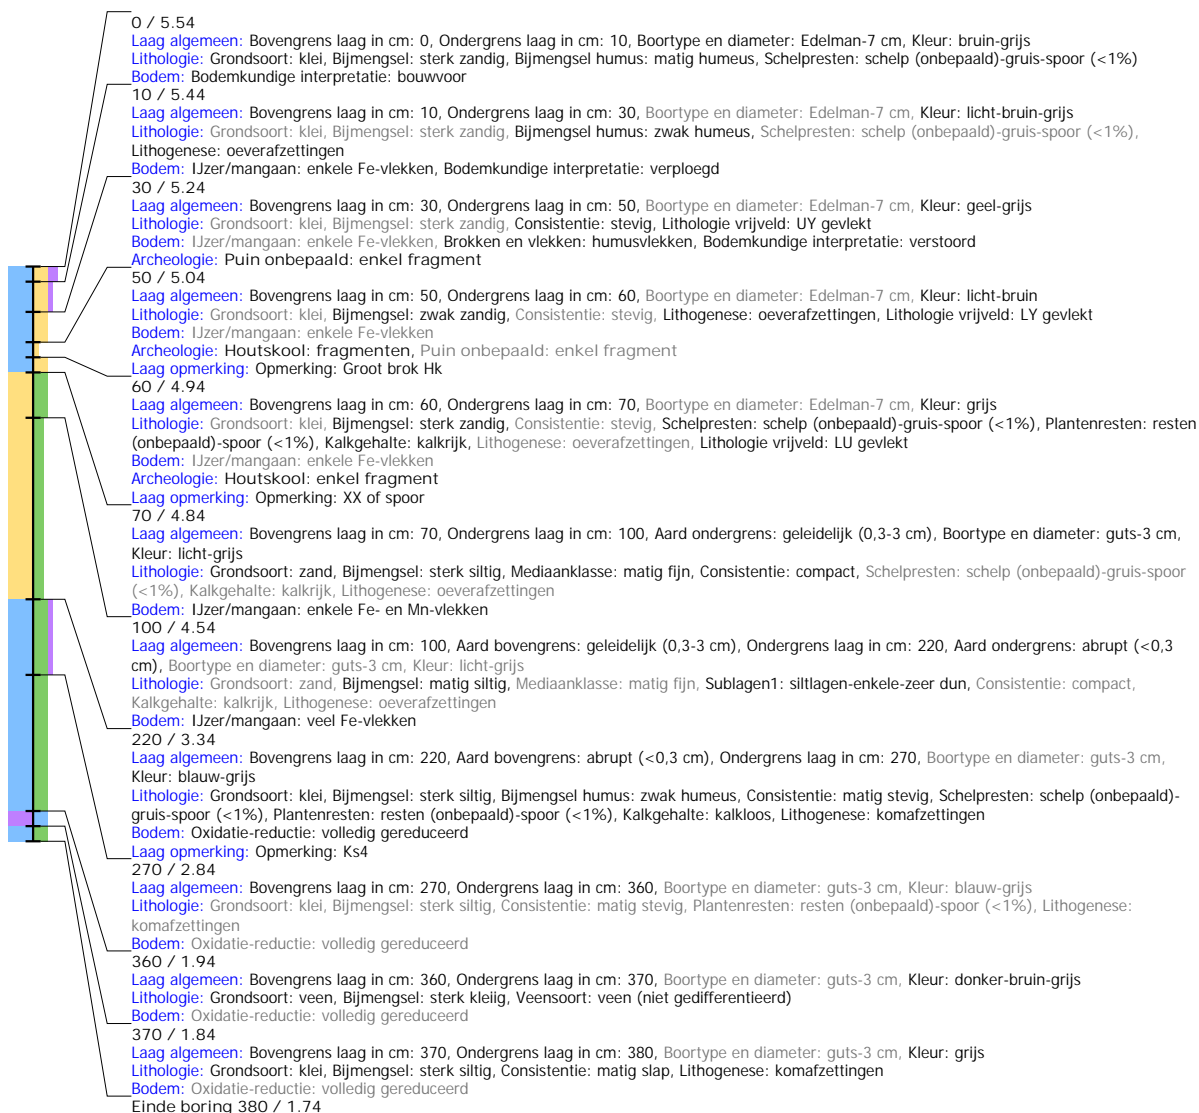 0 / 5.54
Laag algemeen: Bovengrens laag in cm: 0, Ondergrens laag in cm: 10, Boortype en diameter: Edelman-7 cm, Kleur: bruin-grijs
Lithologie: Grondsoort: klei, Bijmengsel: sterk zandig, Bijmengsel humus: matig humeus, Schelpresten: schelp (onbepaald)-gruis-spoor (<1%)
Bodem: Bodemkundige interpretatie: bouwvoor
10 / 5.44
Laag algemeen: Bovengrens laag in cm: 10, Ondergrens laag in cm: 30, Boortype en diameter: Edelman-7 cm, Kleur: licht-bruin-grijs
Lithologie: Grondsoort: klei, Bijmengsel: sterk zandig, Bijmengsel humus: zwak humeus, Schelpresten: schelp (onbepaald)-gruis-spoor (<1%),
Lithogenese: oeverafzettingen
Bodem: IJzer/mangaan: enkele Fe-vlekken, Bodemkundige interpretatie: verploegd
30 / 5.24
Laag algemeen: Bovengrens laag in cm: 30, Ondergrens laag in cm: 50, Boortype en diameter: Edelman-7 cm, Kleur: geel-grijs
Lithologie: Grondsoort: klei, Bijmengsel: sterk zandig, Consistentie: stevig, Lithologie vrijveld: UY gevlekt
Bodem: IJzer/mangaan: enkele Fe-vlekken, Brokken en vlekken: humusvlekken, Bodemkundige interpretatie: verstoord
Archeologie: Puin onbepaald: enkel fragment
50 / 5.04
Laag algemeen: Bovengrens laag in cm: 50, Ondergrens laag in cm: 60, Boortype en diameter: Edelman-7 cm, Kleur: licht-bruin
Lithologie: Grondsoort: klei, Bijmengsel: zwak zandig, Consistentie: stevig, Lithogenese: oeverafzettingen, Lithologie vrijveld: LY gevlekt
Bodem: IJzer/mangaan: enkele Fe-vlekken
Archeologie: Houtskool: fragmenten, Puin onbepaald: enkel fragment
Laag opmerking: Opmerking: Groot brok Hk
60 / 4.94
Laag algemeen: Bovengrens laag in cm: 60, Ondergrens laag in cm: 70, Boortype en diameter: Edelman-7 cm, Kleur: grijs
Lithologie: Grondsoort: klei, Bijmengsel: sterk zandig, Consistentie: stevig, Schelpresten: schelp (onbepaald)-gruis-spoor (<1%), Plantenresten: resten
(onbepaald)-spoor (<1%), Kalkgehalte: kalkrijk, Lithogenese: oeverafzettingen, Lithologie vrijveld: LU gevlekt
Bodem: IJzer/mangaan: enkele Fe-vlekken
Archeologie: Houtskool: enkel fragment
Laag opmerking: Opmerking: XX of spoor
70 / 4.84
Laag algemeen: Bovengrens laag in cm: 70, Ondergrens laag in cm: 100, Aard ondergrens: geleidelijk (0,3-3 cm), Boortype en diameter: guts-3 cm,
Kleur: licht-grijs
Lithologie: Grondsoort: zand, Bijmengsel: sterk siltig, Mediaanklasse: matig fijn, Consistentie: compact, Schelpresten: schelp (onbepaald)-gruis-spoor
(<1%), Kalkgehalte: kalkrijk, Lithogenese: oeverafzettingen
Bodem: IJzer/mangaan: enkele Fe- en Mn-vlekken
100 / 4.54
Laag algemeen: Bovengrens laag in cm: 100, Aard bovengrens: geleidelijk (0,3-3 cm), Ondergrens laag in cm: 220, Aard ondergrens: abrupt (<0,3
cm), Boortype en diameter: guts-3 cm, Kleur: licht-grijs
Lithologie: Grondsoort: zand, Bijmengsel: matig siltig, Mediaanklasse: matig fijn, Sublagen1: siltlagen-enkele-zeer dun, Consistentie: compact,
Kalkgehalte: kalkrijk, Lithogenese: oeverafzettingen
Bodem: IJzer/mangaan: veel Fe-vlekken
220 / 3.34
Laag algemeen: Bovengrens laag in cm: 220, Aard bovengrens: abrupt (<0,3 cm), Ondergrens laag in cm: 270, Boortype en diameter: guts-3 cm,
Kleur: blauw-grijs
Lithologie: Grondsoort: klei, Bijmengsel: sterk siltig, Bijmengsel humus: zwak humeus, Consistentie: matig stevig, Schelpresten: schelp (onbepaald)-
gruis-spoor (<1%), Plantenresten: resten (onbepaald)-spoor (<1%), Kalkgehalte: kalkloos, Lithogenese: komafzettingen
Bodem: Oxidatie-reductie: volledig gereduceerd
Laag opmerking: Opmerking: Ks4
270 / 2.84
Laag algemeen: Bovengrens laag in cm: 270, Ondergrens laag in cm: 360, Boortype en diameter: guts-3 cm, Kleur: blauw-grijs
Lithologie: Grondsoort: klei, Bijmengsel: sterk siltig, Consistentie: matig stevig, Plantenresten: resten (onbepaald)-spoor (<1%), Lithogenese:
komafzettingen
Bodem: Oxidatie-reductie: volledig gereduceerd
360 / 1.94
Laag algemeen: Bovengrens laag in cm: 360, Ondergrens laag in cm: 370, Boortype en diameter: guts-3 cm, Kleur: donker-bruin-grijs
Lithologie: Grondsoort: veen, Bijmengsel: sterk kleiig, Veensoort: veen (niet gedifferentieerd)
Bodem: Oxidatie-reductie: volledig gereduceerd
370 / 1.84
Laag algemeen: Bovengrens laag in cm: 370, Ondergrens laag in cm: 380, Boortype en diameter: guts-3 cm, Kleur: grijs
Lithologie: Grondsoort: klei, Bijmengsel: sterk siltig, Consistentie: matig slap, Lithogenese: komafzettingen
Bodem: Oxidatie-reductie: volledig gereduceerd
Einde boring 380 / 1.74